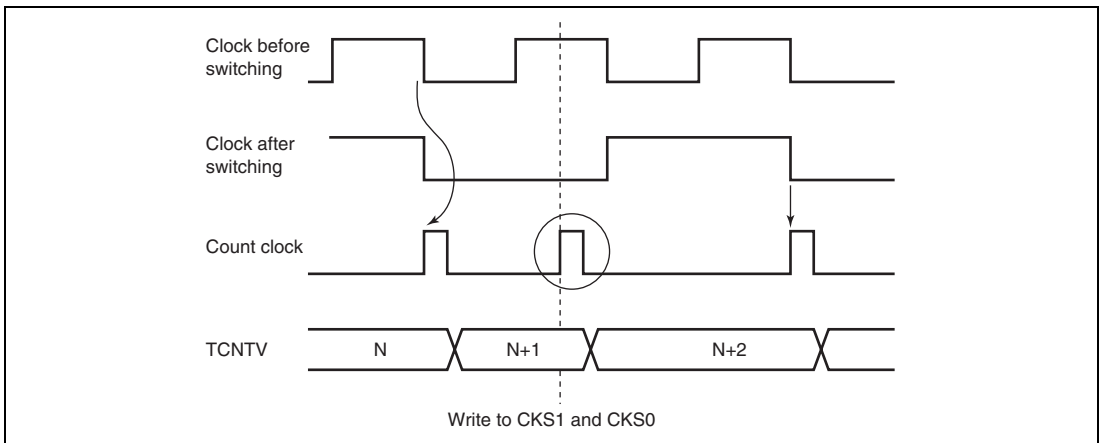 Clock before
switching
Clock after
switching
Count clock
TCNTV
N
N+1
N+2
Write to CKS1 and CKS0